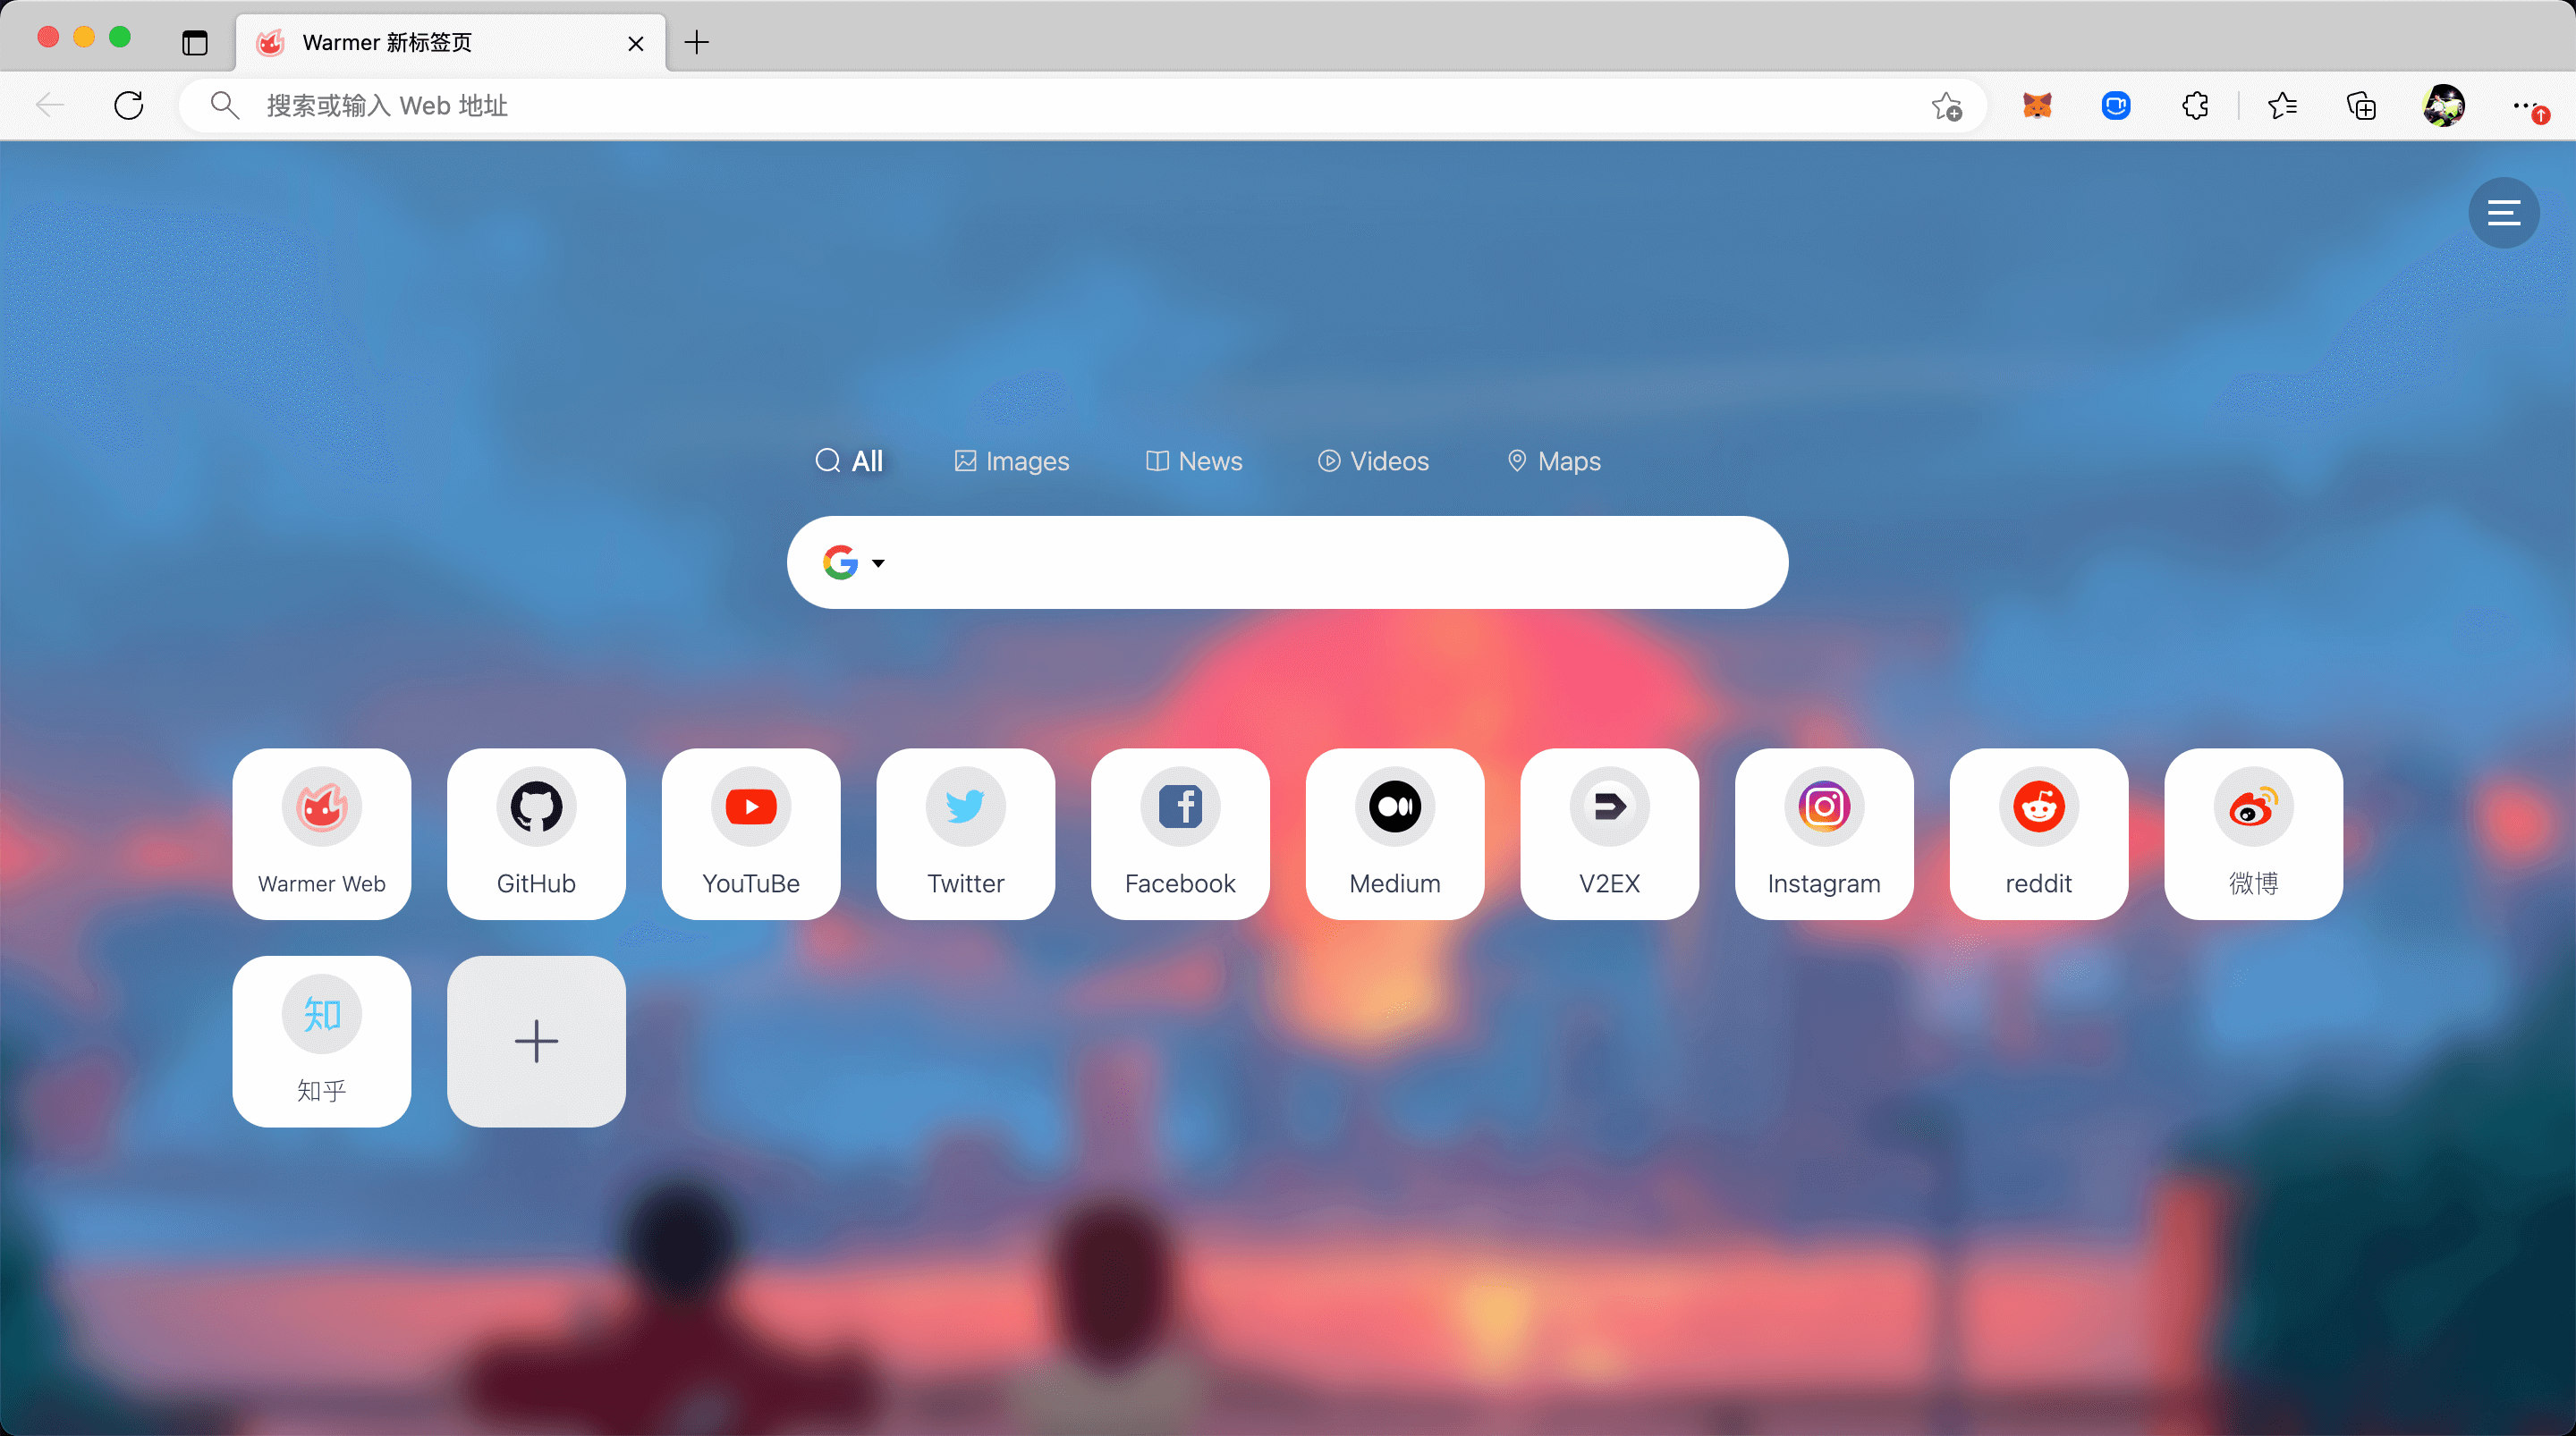 Warmer 新标签页
搜索或输入 Web 地址
All Images News Videos Maps
Warmer Web GitHub YouTuBe Twitter Facebook Medium V2EX Instagram reddit 微博
知
知乎